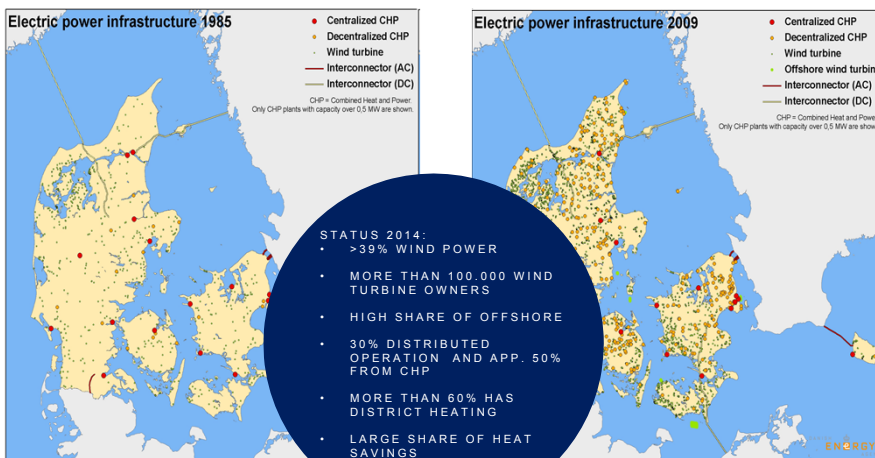 Electric power infrastructure 1985
Centralized CHP
Decentralized CHP
Wind turbine
Interconnector (AC)
Interconnector (DC)
CHP = Combined Heat and Power.
Only CHP plants with capacity over 0,5 MW are shown.
Electric power infrastructure 2009
Centralized CHP
Decentralized CHP
Wind turbine
Offshore wind turbin
Interconnector (AC)
Interconnector (DC)
CHP = Combined Heat and Powe
Only CHP plants with capacity over 0,5 MW are show
STATUS 2014:
• >39% WIND POWER
• MORE THAN 100.000 WIND
TURBINE OWNERS
• HIGH SHARE OF OFFSHORE
• 30% DISTRIBUTED
OPERATION AND APP. 50%
FROM CHP
• MORE THAN 60% HAS
DISTRICT HEATING
• LARGE SHARE OF HEAT
SAVINGS
ENERGY